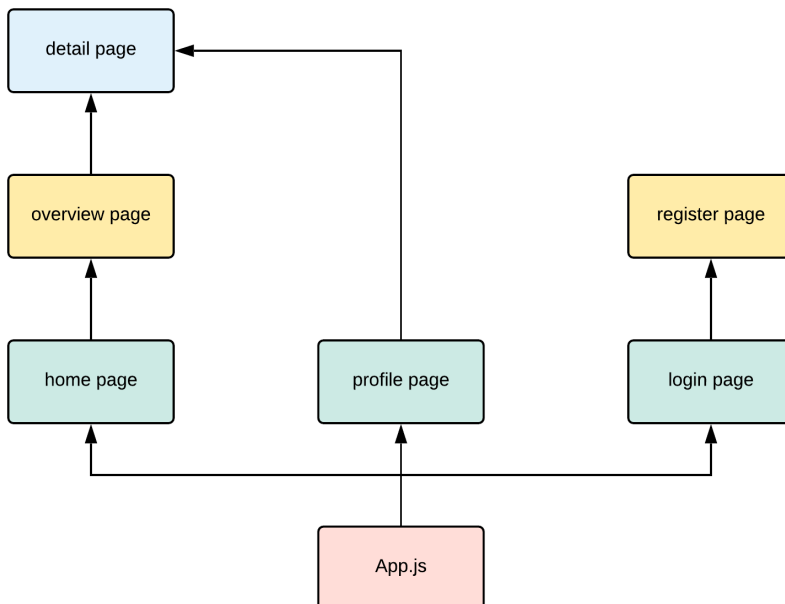 detail page
overview page
register page
home page
profile page
login page
App.js